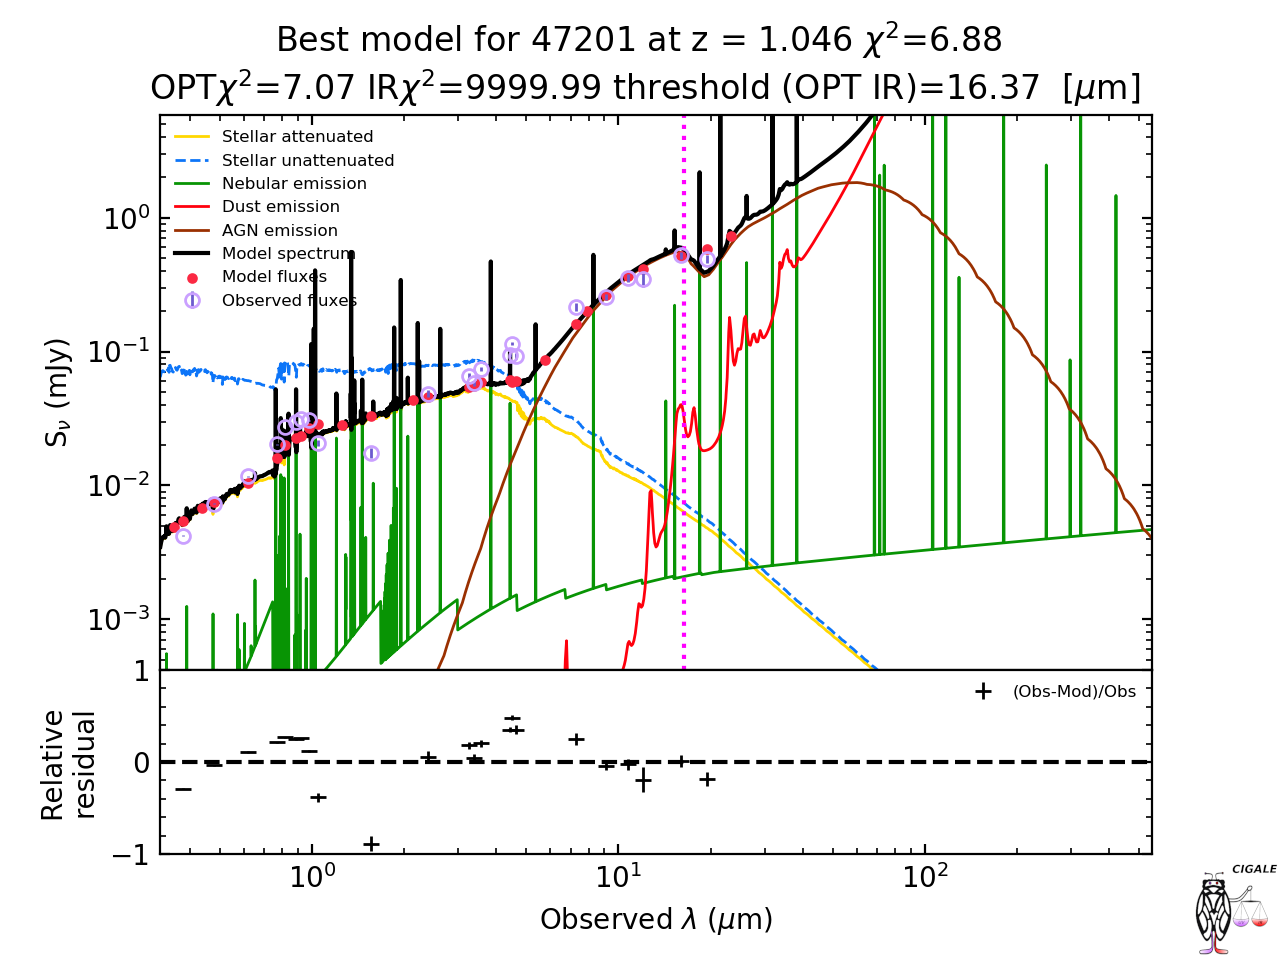 Best model for 47201 at z = 1.046 χ²=6.88
OPTχ²=7.07 IRχ²=9999.99 threshold (OPT IR)=16.37 [μm]
Stellar attenuated
Stellar unattenuated
Nebular emission
Dust emission
AGN emission
Model spectrum
Model fluxes
Observed fluxes
10⁰
10⁻¹
10⁻²
10⁻³
S_ν (mJy)
1
0
−1
Relative
residual
(Obs-Mod)/Obs
10⁰ 10¹ 10²
Observed λ (μm)
CIGALE